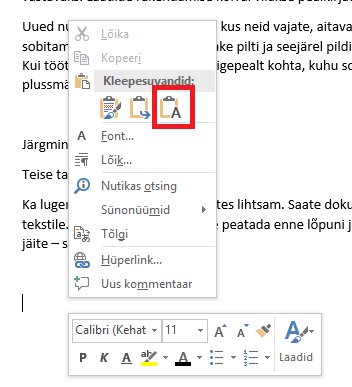 Uued nu
kus neid vajate, aitava
sobitam
ke pilti ja seejärel pildi
Kui tööt
igepealt kohta, kuhu so
plussmä
Järgmin
Teise ta
Ka luger
tes lihtsam. Saate doku
tekstile.
e peatada enne lõpuni j
jäite – s
Lõika
Kopeeri
Kleepesuvandid:
A
Font...
Lõik...
Nutikas otsing
Sünonüümid
Tõlgi
Hüperlink...
Uus kommentaar
Calibri (Kehat 11
P K A ab A Laadid